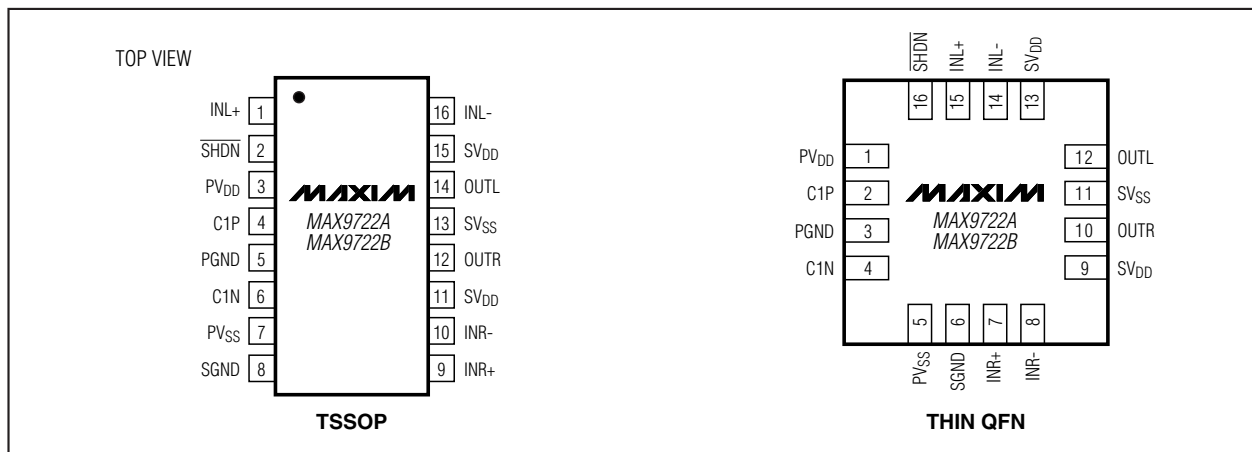 TOP VIEW
INL+ 1
SHDN 2
PVDD 3
C1P 4
PGND 5
C1N 6
PVSS 7
SGND 8
MAXIM
MAX9722A
MAX9722B
16 INL-
15 SVDD
14 OUTL
13 SVSS
12 OUTR
11 SVDD
10 INR-
9 INR+
TSSOP
SHDN INL+ INL- SVDD
16 15 14 13
PVDD 1
C1P 2
PGND 3
C1N 4
MAXIM
MAX9722A
MAX9722B
12 OUTL
11 SVSS
10 OUTR
9 SVDD
5 6 7 8
PVSS SGND INR+ INR-
THIN QFN